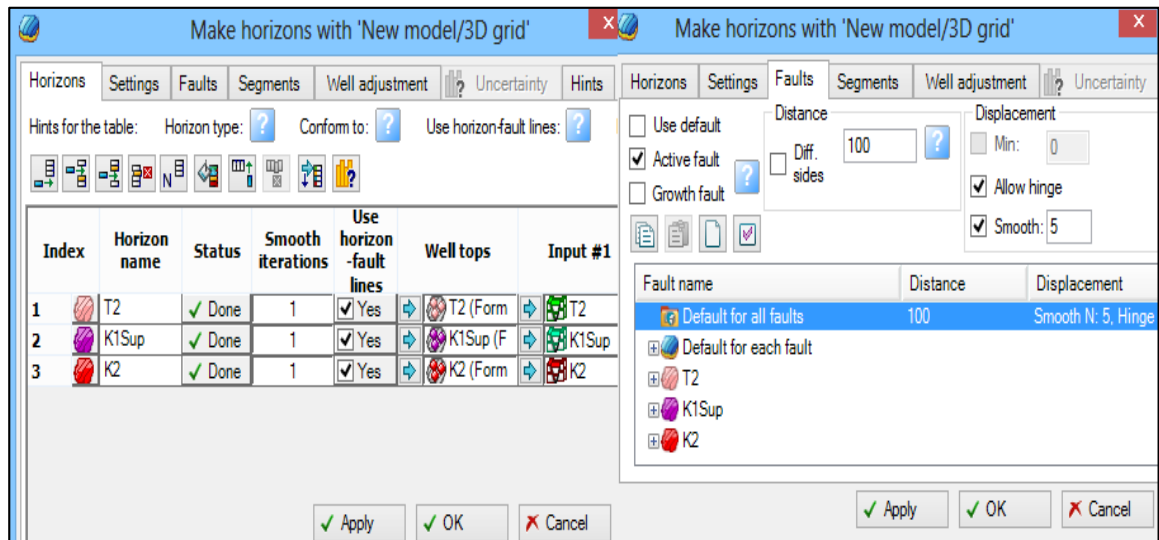 Make horizons with 'New model/3D grid'
X
Horizons Settings Faults Segments Well adjustment Uncertainty Hints
Hints for the table: Horizon type: ? Conform to: ? Use horizon-fault lines: ?
Index Horizon name Status Smooth iterations Use horizon -fault lines Well tops Input #1
1 T2 Done 1 Yes T2 (Form T2
2 K1Sup Done 1 Yes K1Sup (F K1Sup
3 K2 Done 1 Yes K2 (Form K2
Apply OK Cancel
Make horizons with 'New model/3D grid'
X
Horizons Settings Faults Segments Well adjustment Uncertainty
Use default
Active fault
Growth fault
?
Distance
Diff. sides 100 ?
Displacement
Min: 0
Allow hinge
Smooth: 5
Fault name Distance Displacement
Default for all faults 100 Smooth N: 5, Hinge
Default for each fault
T2
K1Sup
K2
Apply OK Cancel